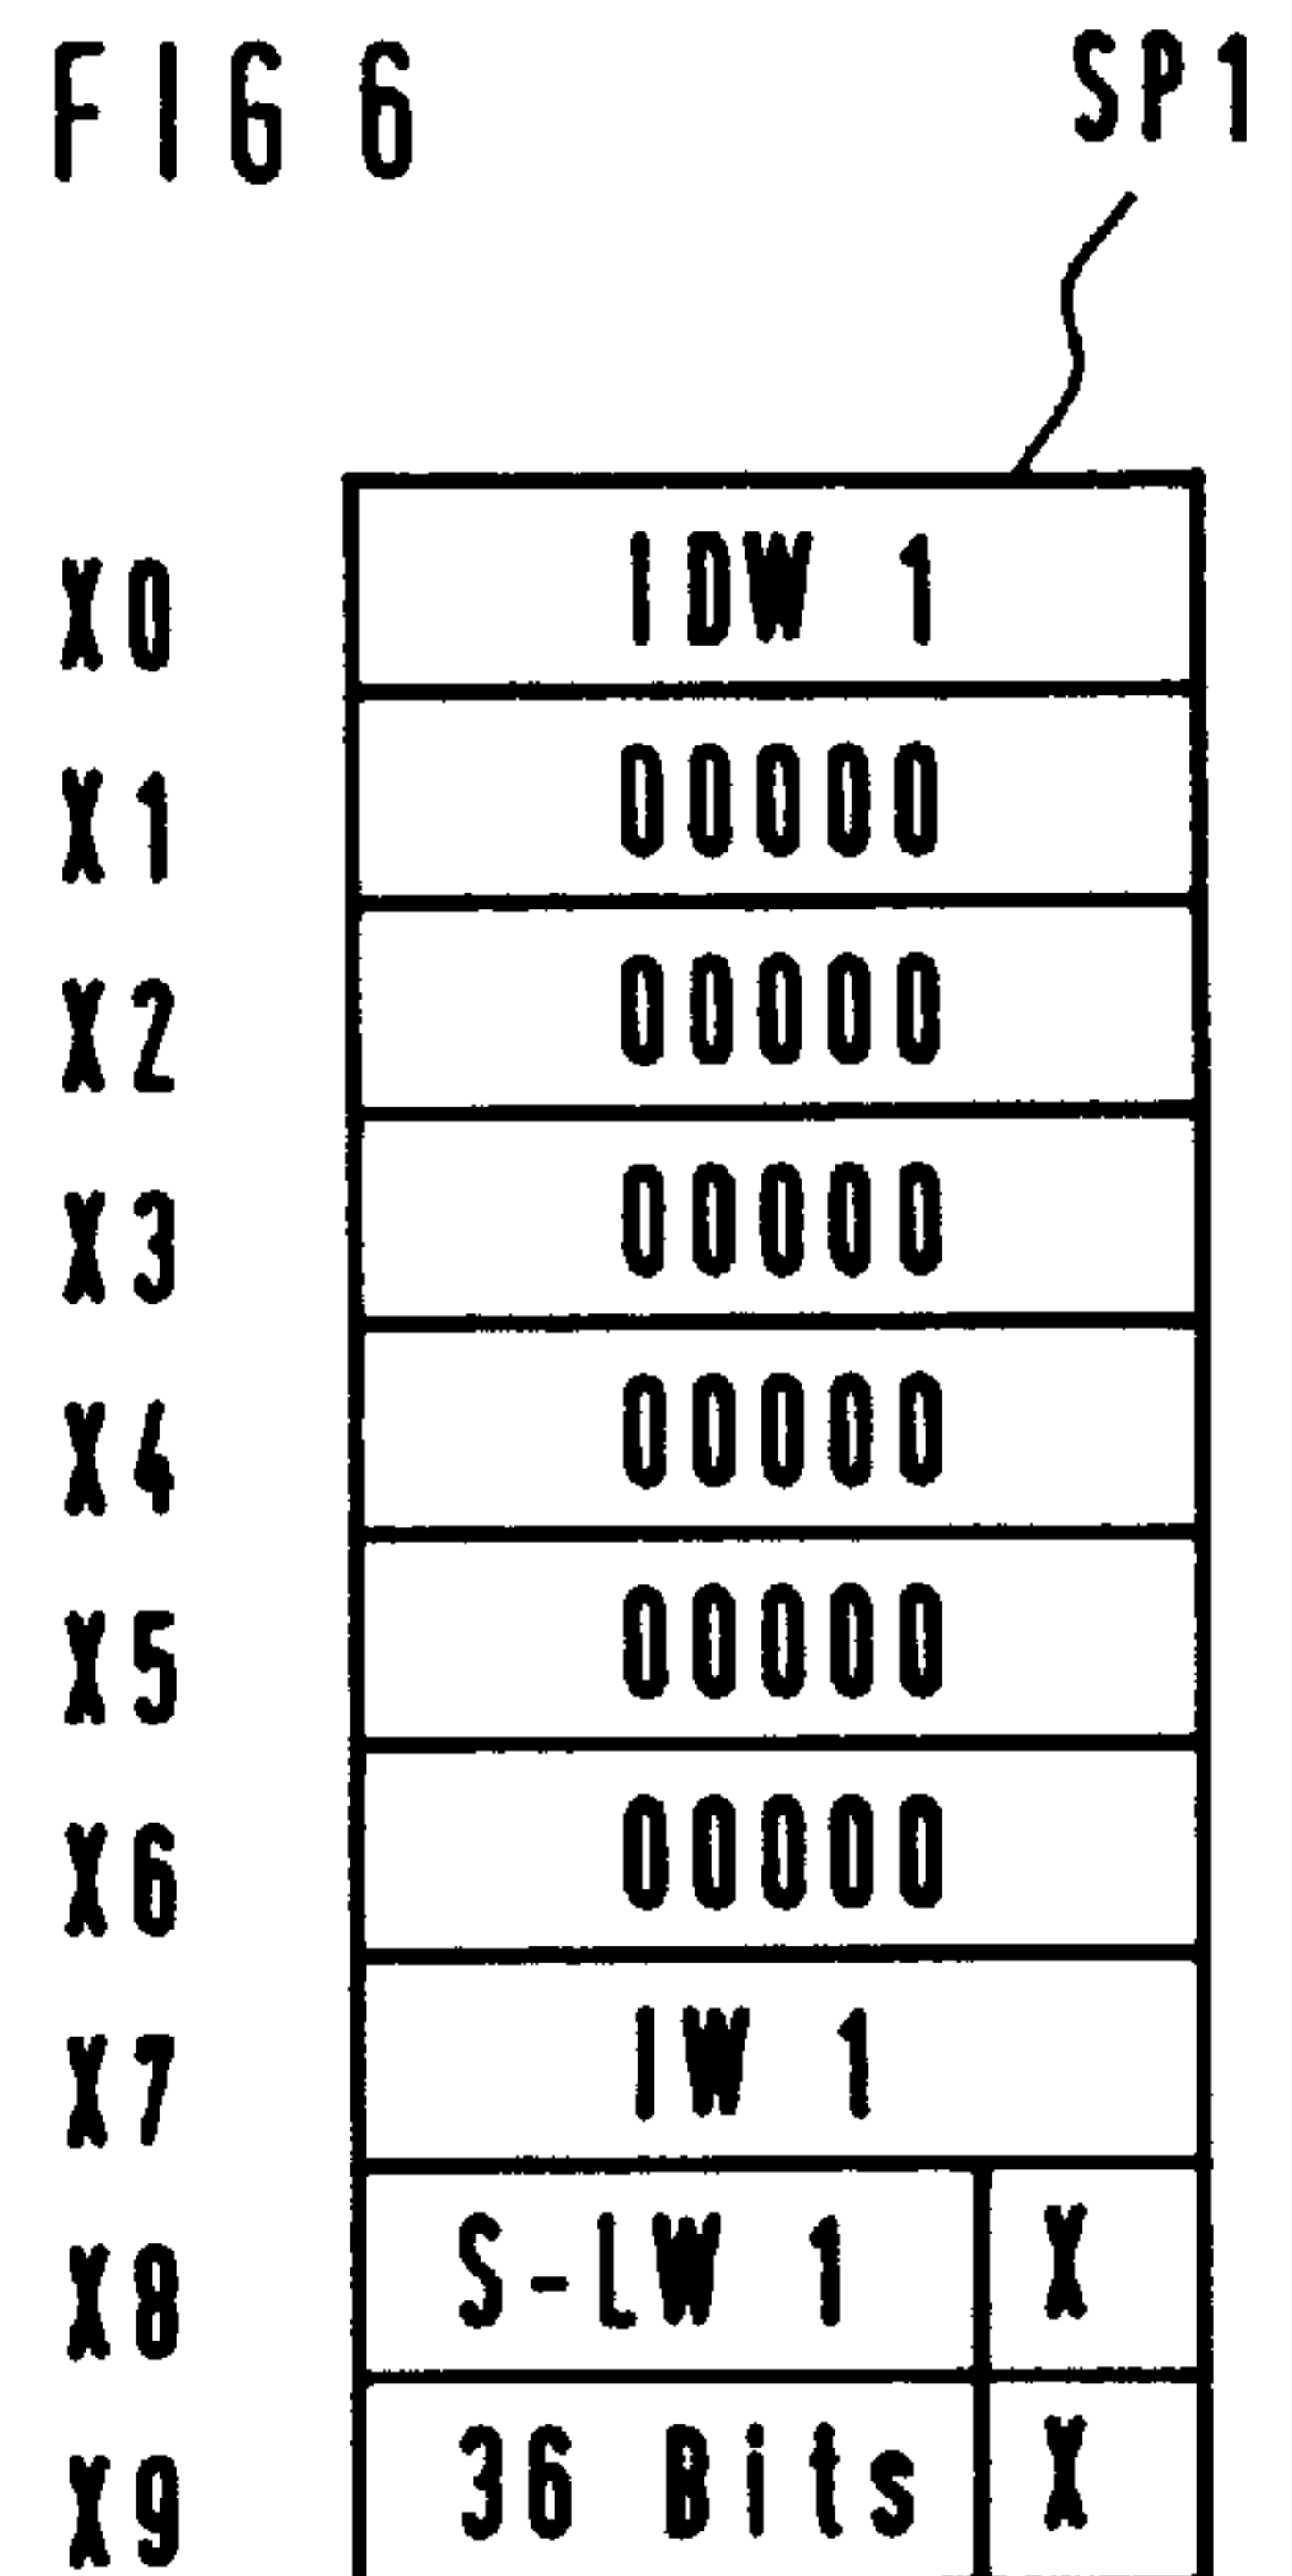 FIG 6 SP1
X0 IDW 1
X1 00000
X2 00000
X3 00000
X4 00000
X5 00000
X6 00000
X7 IW 1
X8 S-LW 1 X
X9 36 Bits X